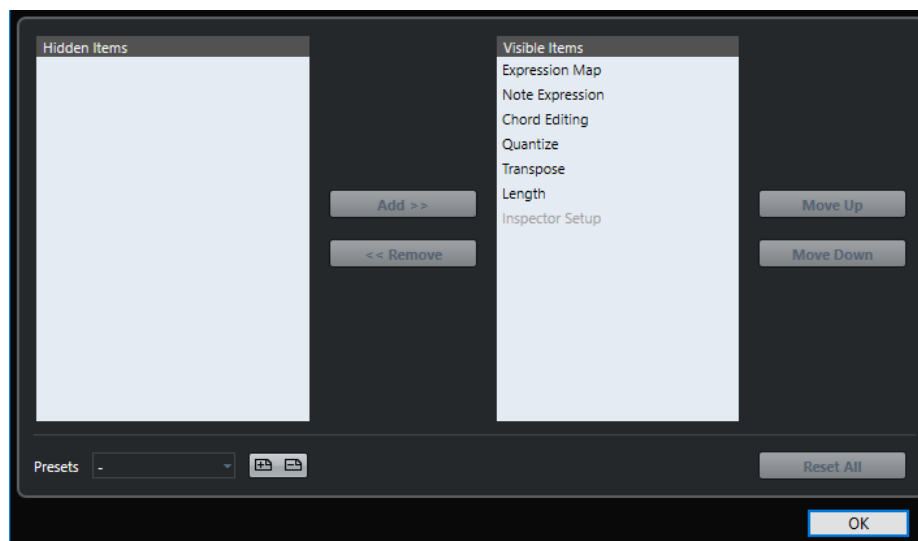 Hidden Items
Visible Items
Expression Map
Note Expression
Chord Editing
Quantize
Transpose
Length
Inspector Setup
Add >>
<< Remove
Move Up
Move Down
Presets -
Reset All
OK